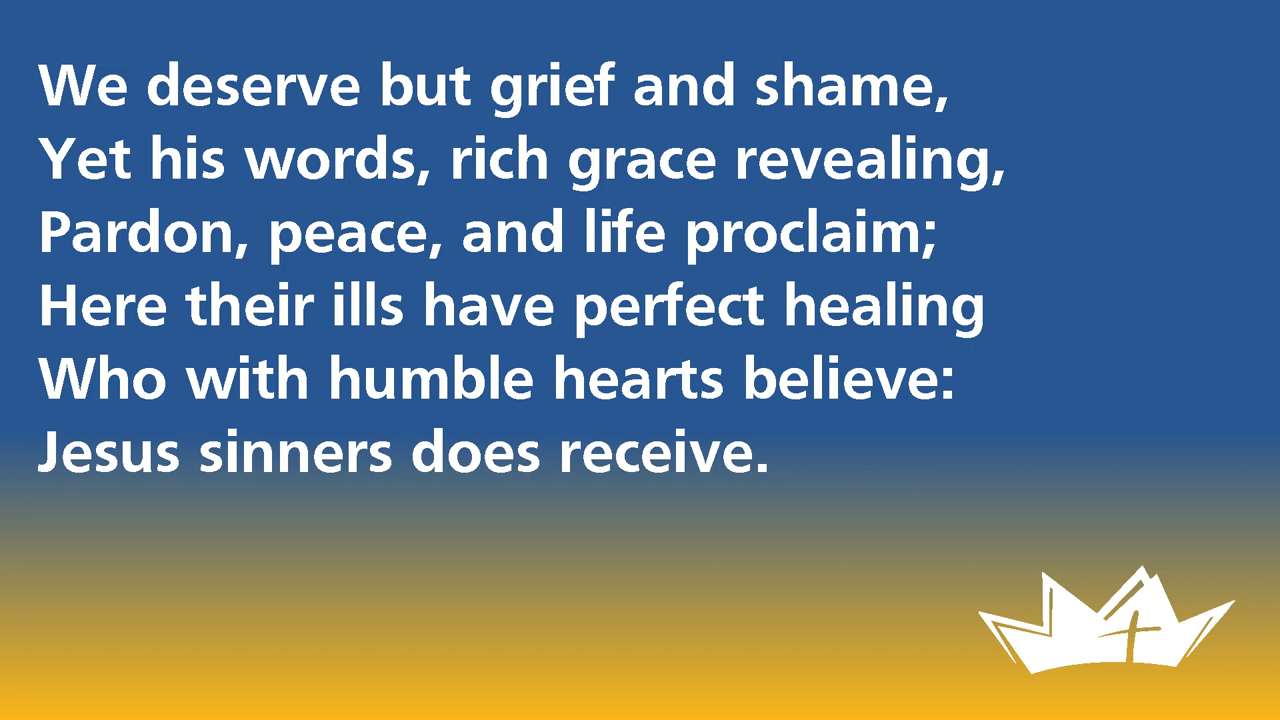 We deserve but grief and shame,
Yet his words, rich grace revealing,
Pardon, peace, and life proclaim;
Here their ills have perfect healing
Who with humble hearts believe:
Jesus sinners does receive.